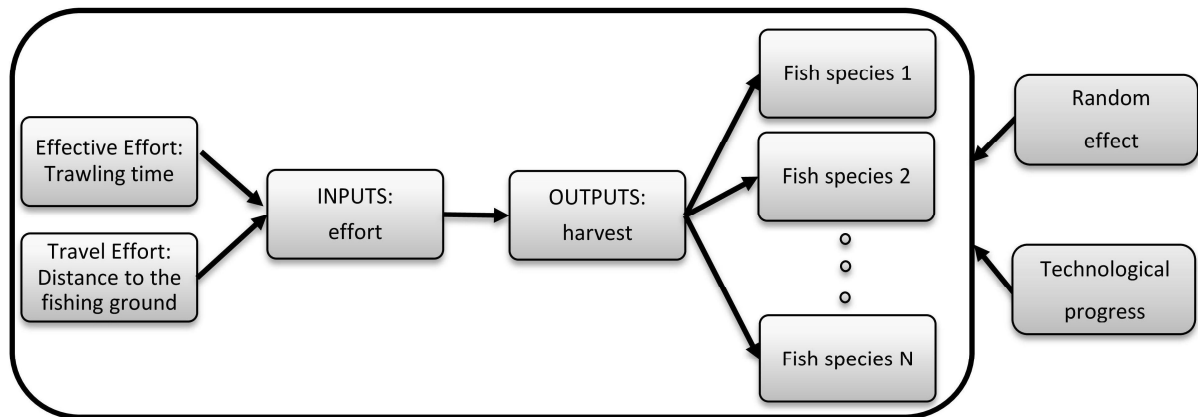 Effective Effort:
Trawling time
Travel Effort:
Distance to the
fishing ground
INPUTS:
effort
OUTPUTS:
harvest
Fish species 1
Fish species 2
Fish species N
Random
effect
Technological
progress